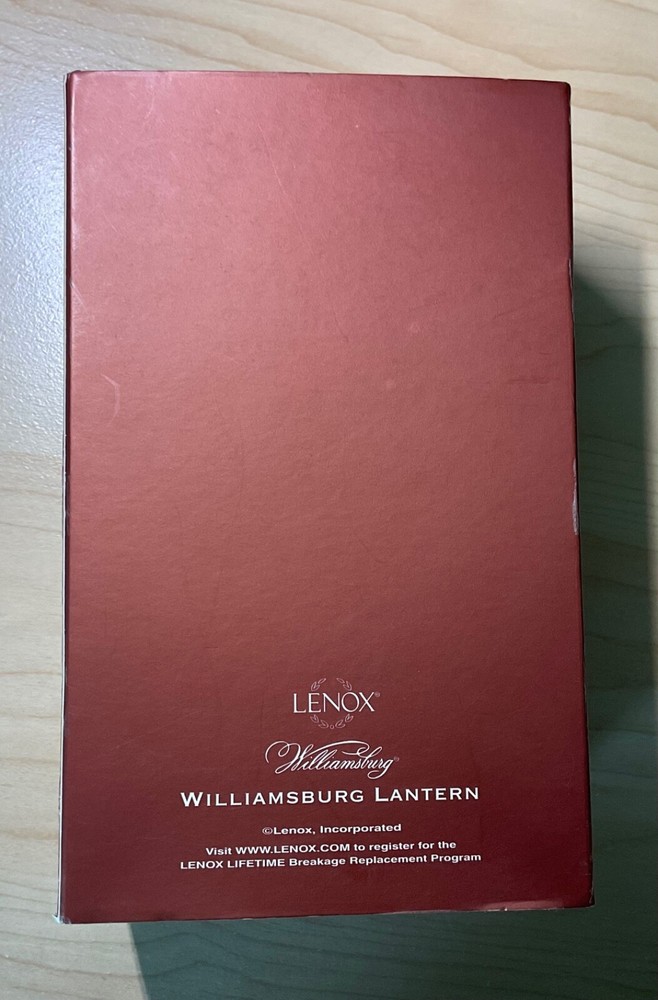 LENOX®
Williamsburg®
WILLIAMSBURG LANTERN
©Lenox, Incorporated
Visit WWW.LENOX.COM to register for the
LENOX LIFETIME Breakage Replacement Program